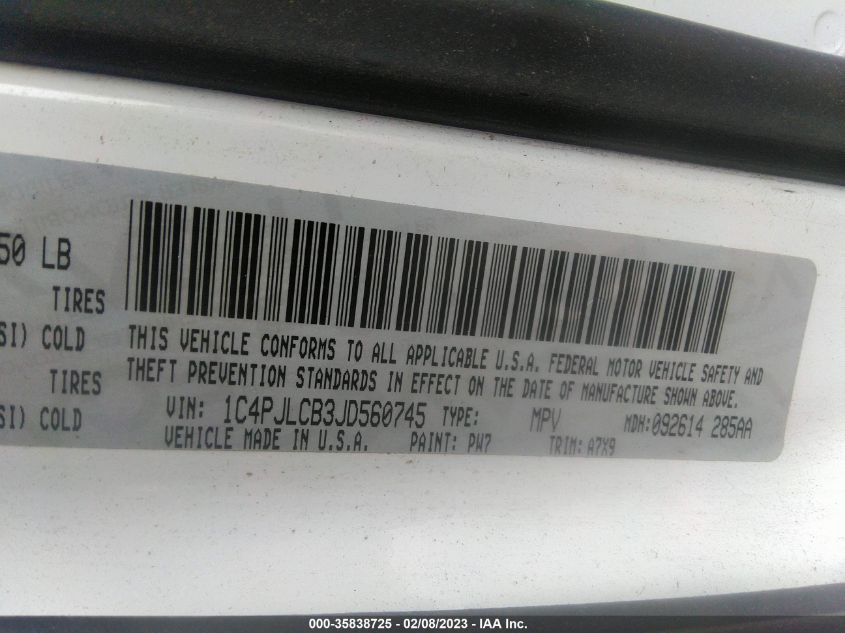 50 LB
TIRES
SI) COLD
TIRES
SI) COLD
THIS VEHICLE CONFORMS TO ALL APPLICABLE U.S.A. FEDERAL MOTOR VEHICLE SAFETY AND
THEFT PREVENTION STANDARDS IN EFFECT ON THE DATE OF MANUFACTURE SHOWN ABOVE.
VIN: 1C4PJLCB3JD560745 TYPE: MPV MDH:092614 285AA
VEHICLE MADE IN U.S.A. PAINT: PW7 TRIM: A7X9
000-35838725 - 02/08/2023 - IAA Inc.